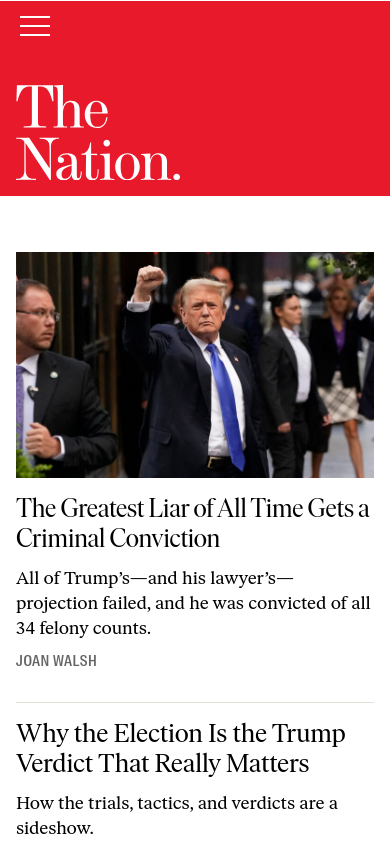 The
Nation.
The Greatest Liar of All Time Gets a
Criminal Conviction
All of Trump’s—and his lawyer’s—
projection failed, and he was convicted of all
34 felony counts.
JOAN WALSH
Why the Election Is the Trump
Verdict That Really Matters
How the trials, tactics, and verdicts are a
sideshow.